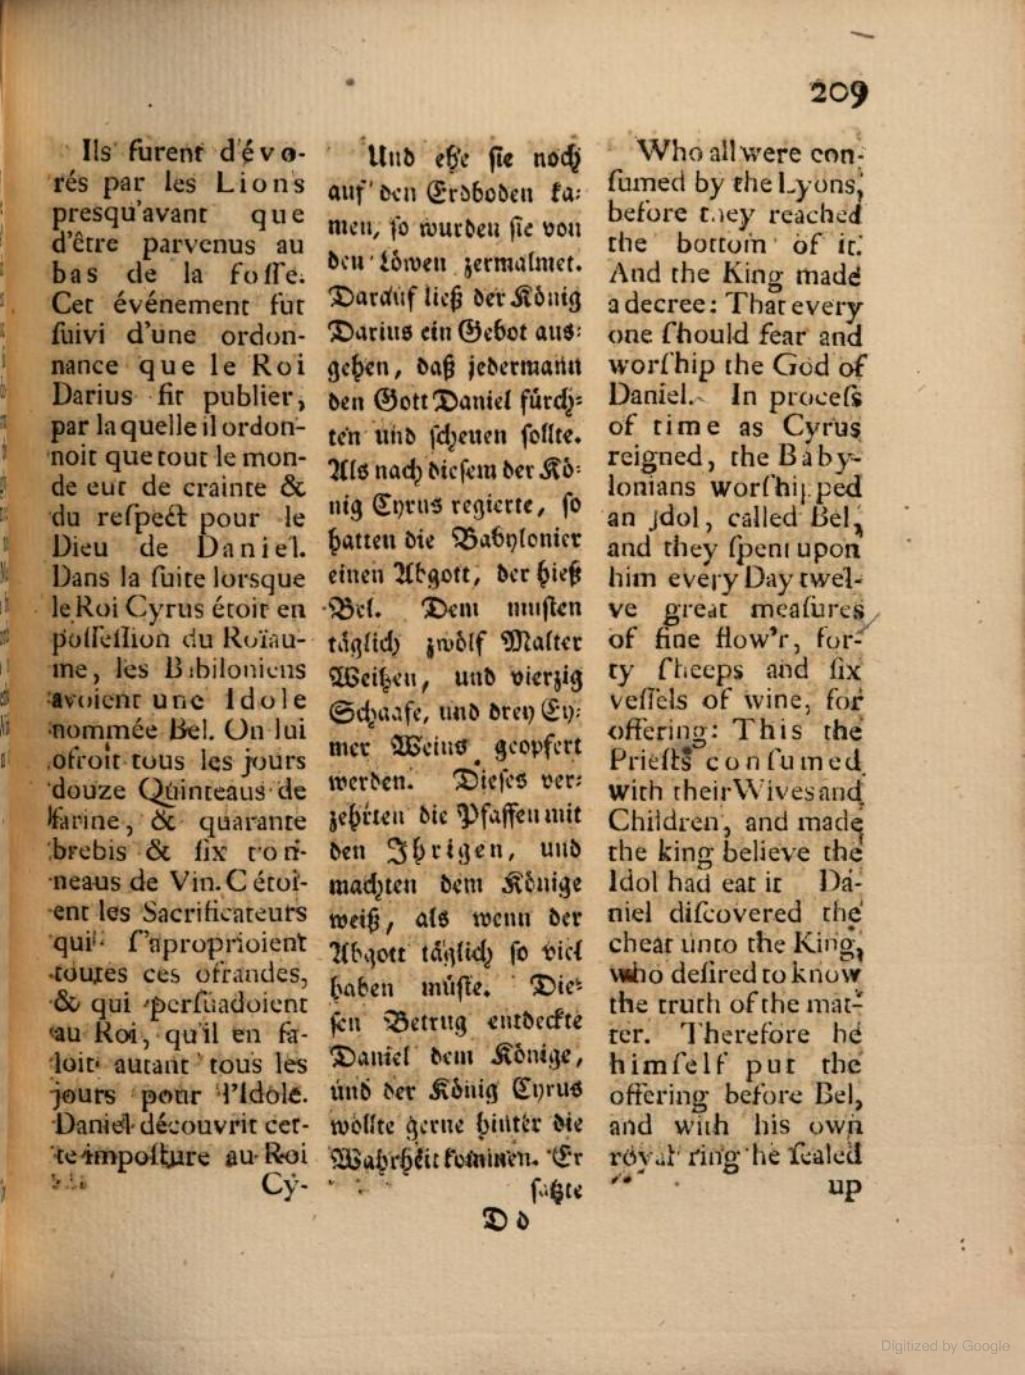 209
Ils furent dévo-
rés par les Lions
presqu'avant que
d'être parvenus au
bas de la foſſe.
Cet événement fut
ſuivi d'une ordon-
nance que le Roi
Darius fit publier,
par laquelle il ordon-
noit que tout le mon-
de eut de crainte &
du reſpect pour le
Dieu de Daniel.
Dans la ſuite lorsque
le Roi Cyrus étoit en
poſſeſſion du Roïau-
me, les Babiloniens
avoient une Idole
nommée Bel. On lui
ofroit tous les jours
douze Quinteaus de
farine, & quarante
brebis & ſix ton-
neaus de Vin. C étoi-
ent les Sacrificateurs
qui ſ'aproprioient
toutes ces ofrandes,
& qui perſuadoient
au Roi, qu'il en fa-
loit autant tous les
jours pour l'Idole.
Daniel découvrit cet-
te impoſture au Roi
Cy-
Und ehe ſie noch
auf den Erdboden ka-
men, ſo wurden ſie von
den Löwen zermalmet.
Darauf ließ der König
Darius ein Gebot aus-
gehen, daß jedermann
den Gott Daniel fürch-
ten und ſcheuen ſollte.
Als nach dieſem der Kö-
nig Cyrus regierte, ſo
hatten die Babylonier
einen Abgott, der hieß
Bel. Dem muſten
täglich zwölf Malter
Weitzen, und vierzig
Schaafe, und drey Ey-
mer Weins geopfert
werden. Dieſes ver-
zehrten die Pfaffen mit
den Ihrigen, und
machten dem Könige
weiß, als wenn der
Abgott täglich ſo viel
haben müſte. Die-
ſen Betrug entdeckte
Daniel dem Könige,
und der König Cyrus
wollte gerne hinter die
Wahrheit kommen. Er
ſagte
D d
Who all were con-
ſumed by the Lyons,
before they reached
the bottom of it.
And the King made
a decree: That every
one ſhould fear and
worſhip the God of
Daniel. In proceſs
of time as Cyrus
reigned, the Baby-
lonians worſhipped
an Jdol, called Bel,
and they ſpent upon
him every Day twel-
ve great meaſures
of fine flow'r, for-
ty ſheeps and ſix
veſſels of wine, for
offering: This the
Prieſts conſumed
with their Wives and
Children, and made
the king believe the
Idol had eat it Da-
niel diſcovered the
cheat unto the King,
who deſired to know
the truth of the mat-
ter. Therefore he
himſelf put the
offering before Bel,
and with his own
royal ring he ſealed
up
Digitized by Google